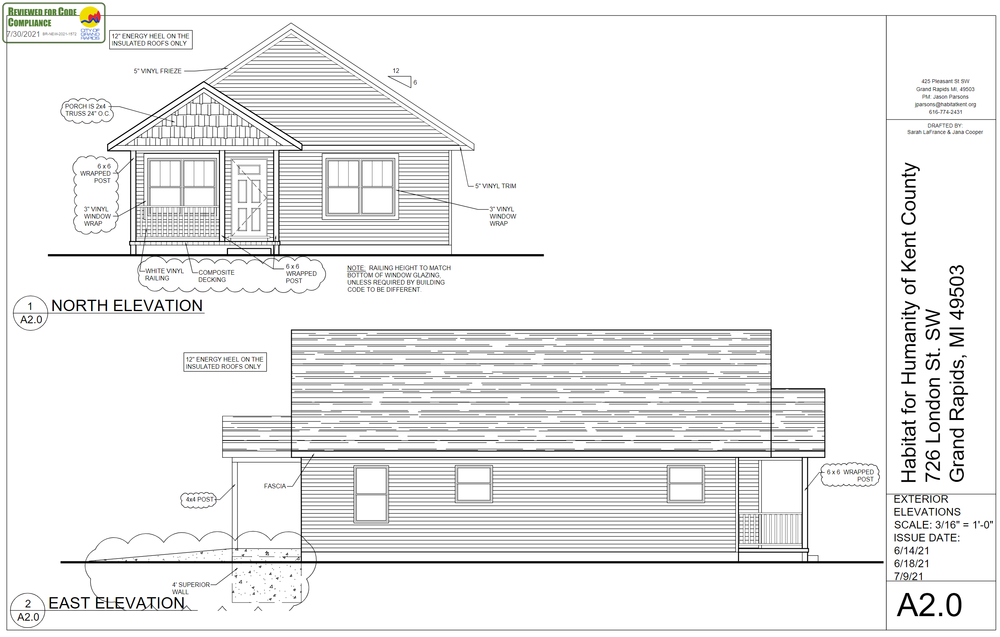 REVIEWED FOR CODE
COMPLIANCE
7/30/2021 BR-NEW-2021-1572
CITY OF
GRAND
RAPIDS
12" ENERGY HEEL ON THE
INSULATED ROOFS ONLY
5" VINYL FRIEZE
12
6
PORCH IS 2x4
TRUSS 24" O.C.
6 x 6
WRAPPED
POST
3" VINYL
WINDOW
WRAP
5" VINYL TRIM
3" VINYL
WINDOW
WRAP
WHITE VINYL
RAILING
COMPOSITE
DECKING
6 x 6
WRAPPED
POST
NOTE: RAILING HEIGHT TO MATCH
BOTTOM OF WINDOW GLAZING,
UNLESS REQUIRED BY BUILDING
CODE TO BE DIFFERENT.
1
A2.0
NORTH ELEVATION
12" ENERGY HEEL ON THE
INSULATED ROOFS ONLY
FASCIA
4x4 POST
6 x 6 WRAPPED
POST
4' SUPERIOR
WALL
2
A2.0
EAST ELEVATION
425 Pleasant St SW
Grand Rapids MI, 49503
PM: Jason Parsons
jparsons@habitatkent.org
616-774-2431
DRAFTED BY:
Sarah LaFrance & Jana Cooper
Habitat for Humanity of Kent County
726 London St. SW
Grand Rapids, MI 49503
EXTERIOR
ELEVATIONS
SCALE: 3/16" = 1'-0"
ISSUE DATE:
6/14/21
6/18/21
7/9/21
A2.0